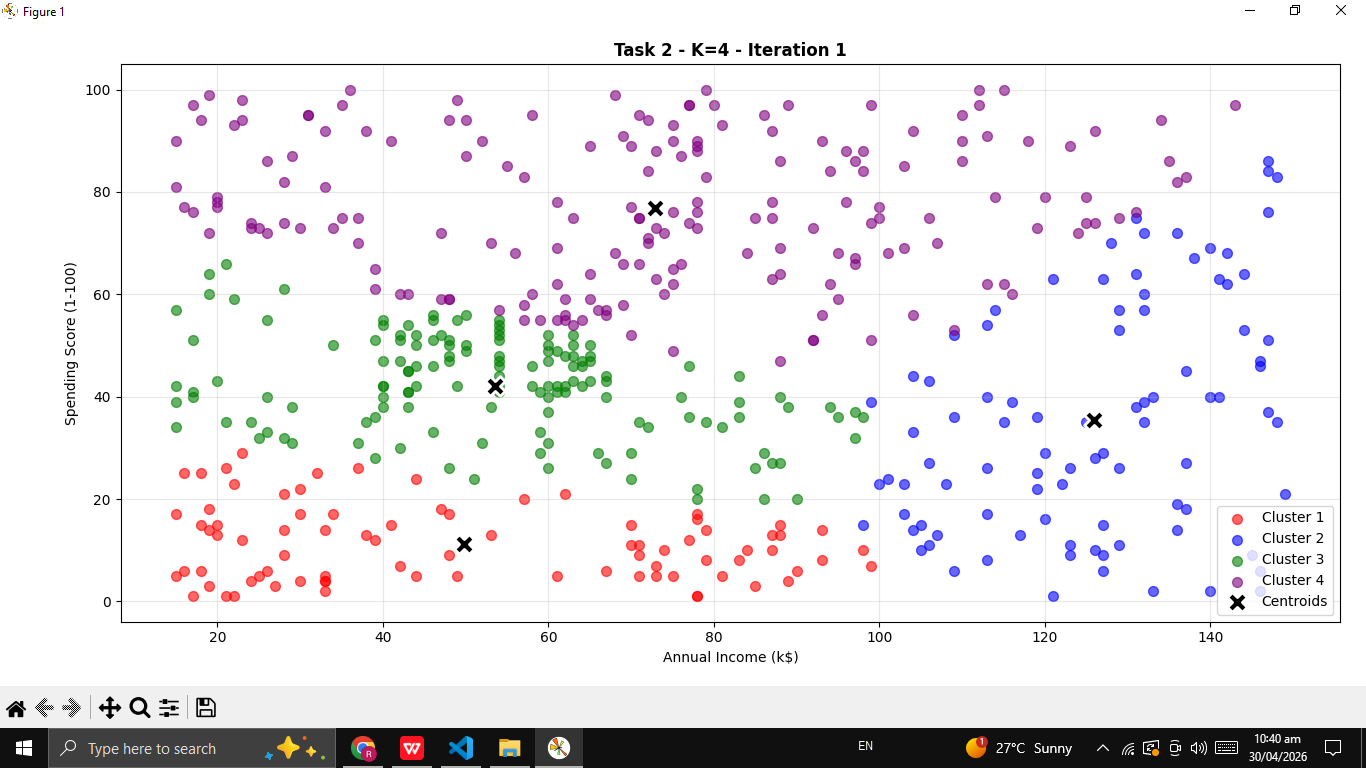 Figure 1
Task 2 - K=4 - Iteration 1
100
80
60
40
20
0
Spending Score (1-100)
20 40 60 80 100 120 140
Annual Income (k$)
Cluster 1
Cluster 2
Cluster 3
Cluster 4
Centroids
Type here to search
R
W
EN
1
27°C Sunny
10:40 am
30/04/2026